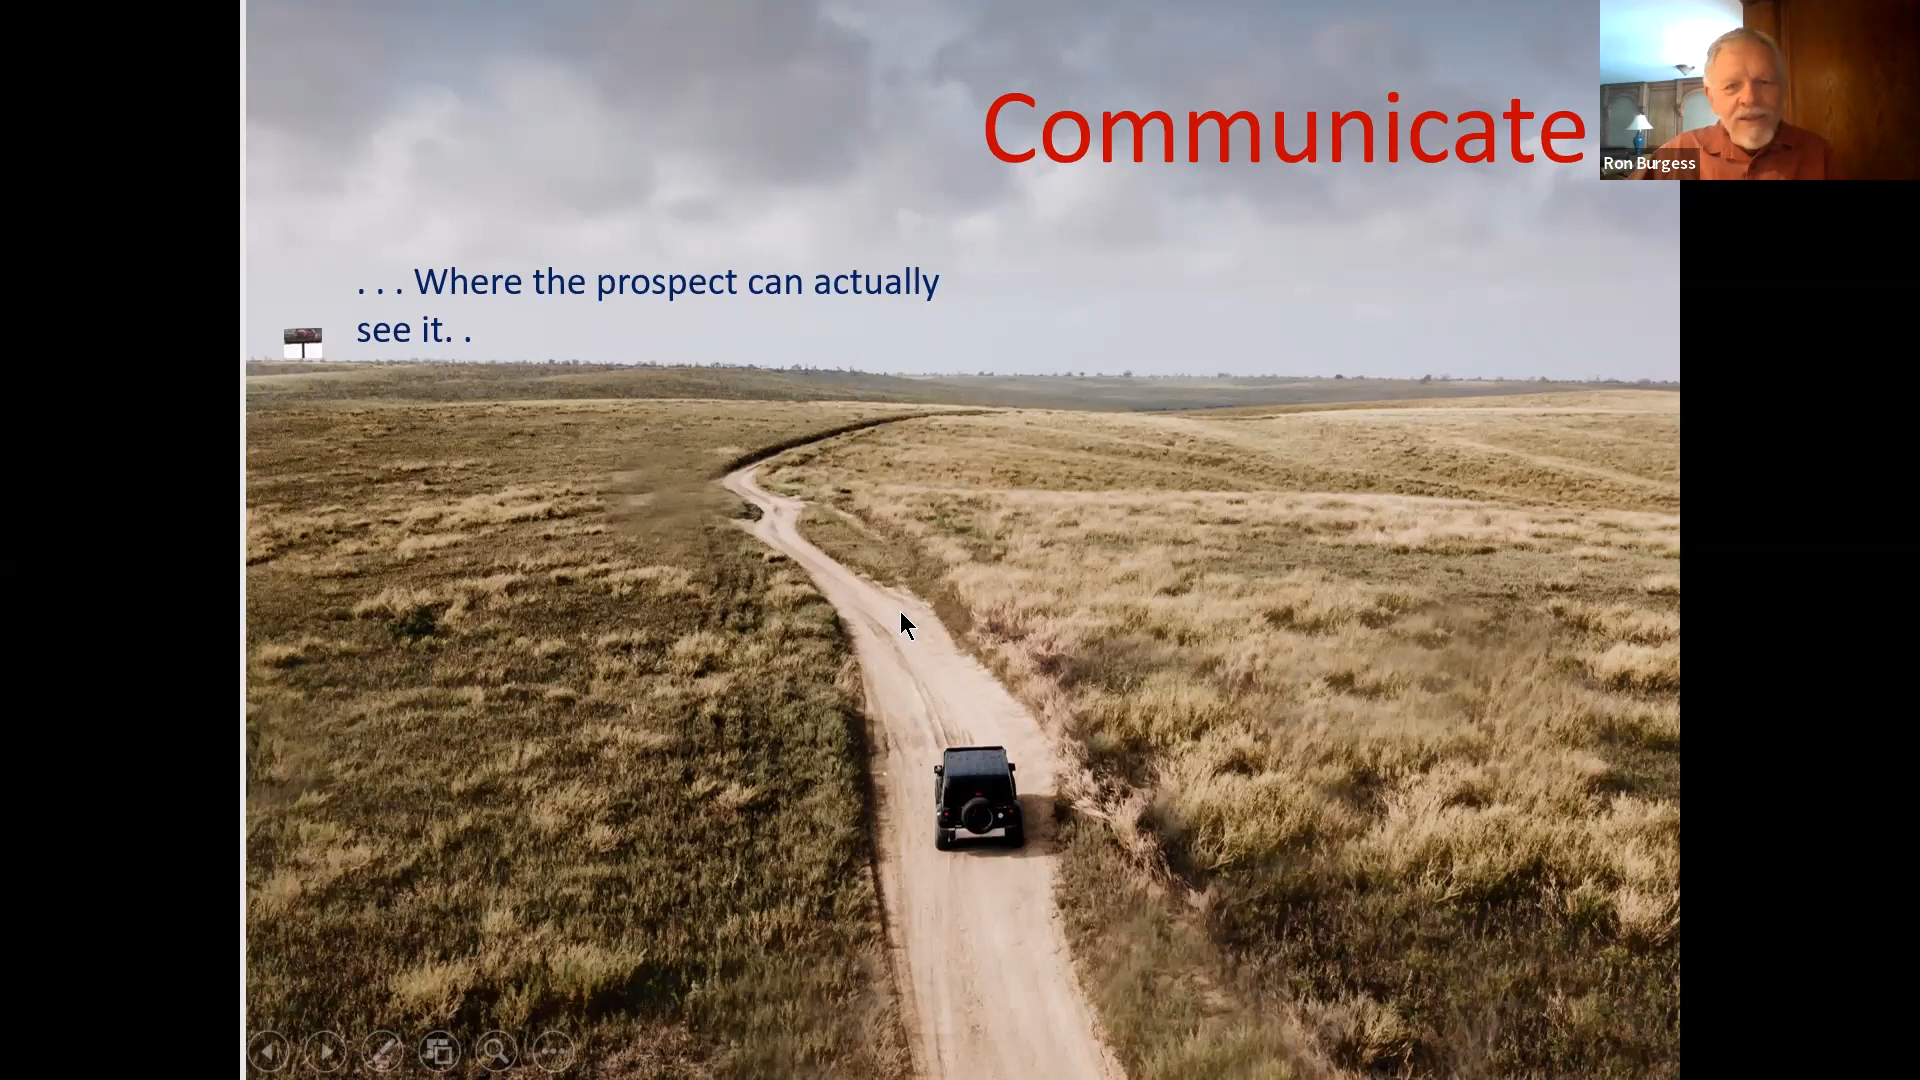 Communicate
Ron Burgess
. . . Where the prospect can actually
see it. .